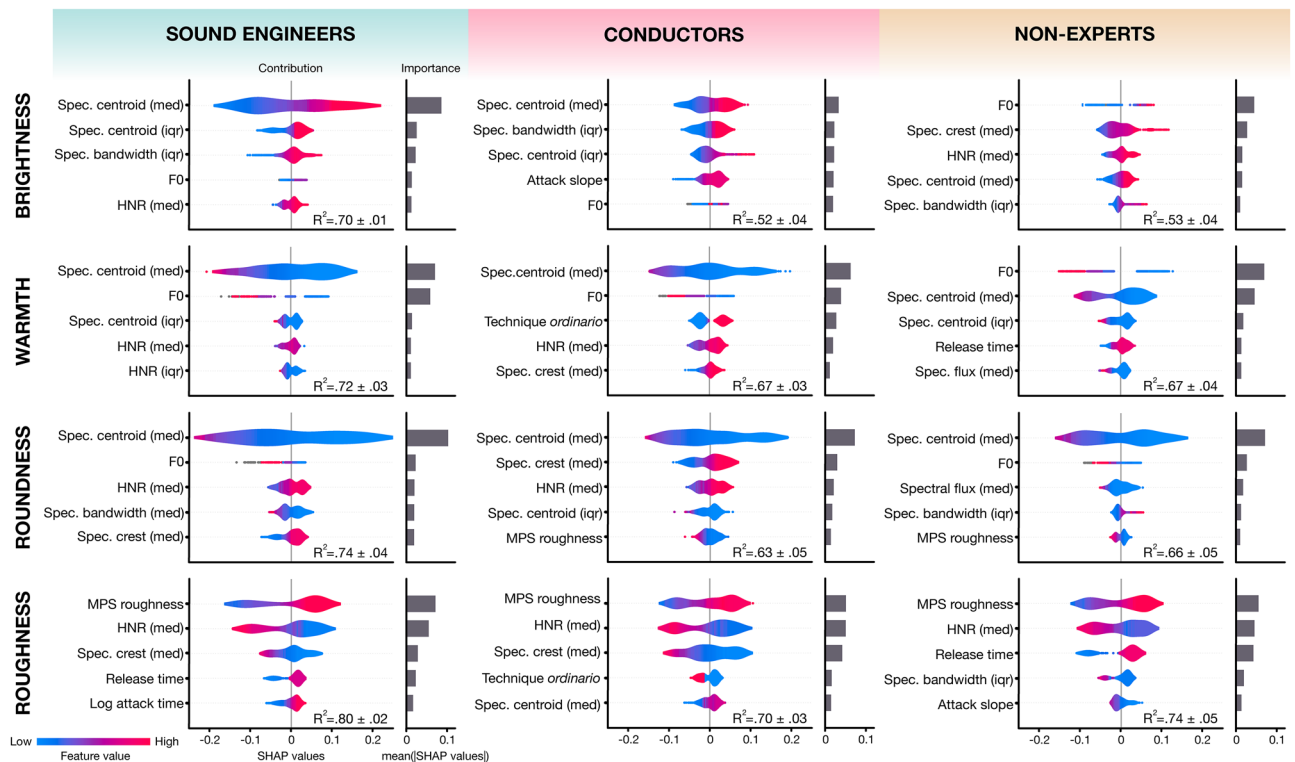 SOUND ENGINEERS
CONDUCTORS
NON-EXPERTS
Contribution
Importance
BRIGHTNESS
Spec. centroid (med)
Spec. centroid (iqr)
Spec. bandwidth (iqr)
F0
HNR (med)
R²=.70 ± .01
Spec. centroid (med)
Spec. bandwidth (iqr)
Spec. centroid (iqr)
Attack slope
F0
R²=.52 ± .04
F0
Spec. crest (med)
HNR (med)
Spec. centroid (med)
Spec. bandwidth (iqr)
R²=.53 ± .04
WARMTH
Spec. centroid (med)
F0
Spec. centroid (iqr)
HNR (med)
HNR (iqr)
R²=.72 ± .03
Spec.centroid (med)
F0
Technique ordinario
HNR (med)
Spec. crest (med)
R²=.67 ± .03
F0
Spec. centroid (med)
Spec. centroid (iqr)
Release time
Spec. flux (med)
R²=.67 ± .04
ROUNDNESS
Spec. centroid (med)
F0
HNR (med)
Spec. bandwidth (med)
Spec. crest (med)
R²=.74 ± .04
Spec. centroid (med)
Spec. crest (med)
HNR (med)
Spec. centroid (iqr)
MPS roughness
R²=.63 ± .05
Spec. centroid (med)
F0
Spectral flux (med)
Spec. bandwidth (iqr)
MPS roughness
R²=.66 ± .05
ROUGHNESS
MPS roughness
HNR (med)
Spec. crest (med)
Release time
Log attack time
R²=.80 ± .02
MPS roughness
HNR (med)
Spec. crest (med)
Technique ordinario
Spec. centroid (med)
R²=.70 ± .03
MPS roughness
HNR (med)
Release time
Spec. bandwidth (iqr)
Attack slope
R²=.74 ± .05
Low
High
Feature value
-0.2 -0.1 0 0.1 0.2
SHAP values
0 0.1
mean(|SHAP values|)
-0.2 -0.1 0 0.1 0.2
0 0.1
-0.2 -0.1 0 0.1 0.2
0 0.1